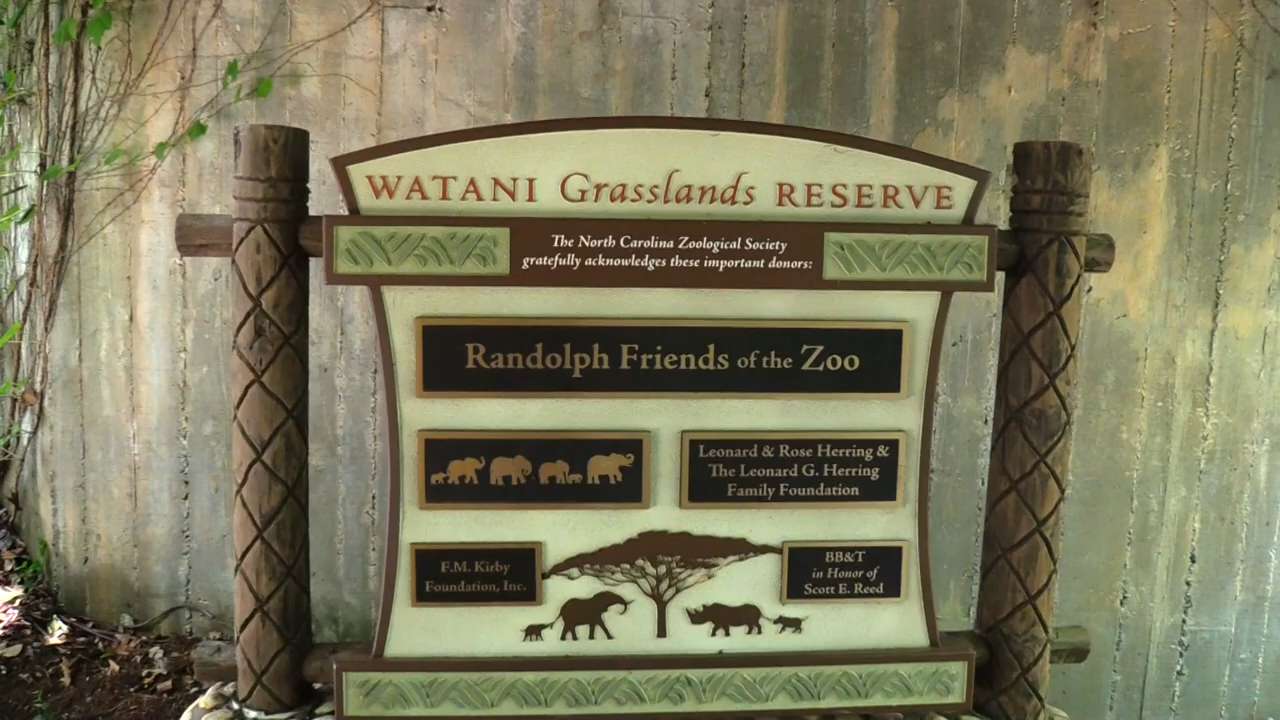 WATANI Grasslands RESERVE
The North Carolina Zoological Society
gratefully acknowledges these important donors:
Randolph Friends of the Zoo
Leonard & Rose Herring &
The Leonard G. Herring
Family Foundation
F.M. Kirby
Foundation, Inc.
BB&T
in Honor of
Scott E. Reed